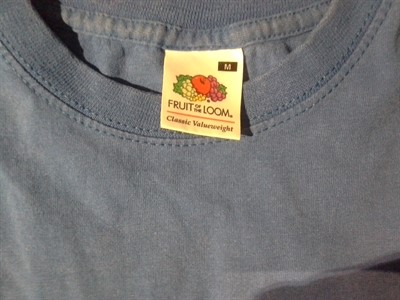 M
FRUIT OF THE LOOM®
Classic Valueweight